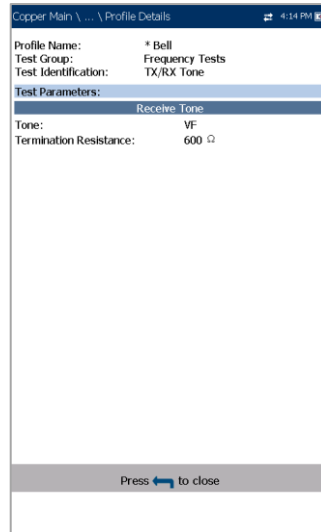 Copper Main \ ... \ Profile Details 4:14 PM
Profile Name: * Bell
Test Group: Frequency Tests
Test Identification: TX/RX Tone
Test Parameters:
Receive Tone
Tone: VF
Termination Resistance: 600 Ω
Press to close